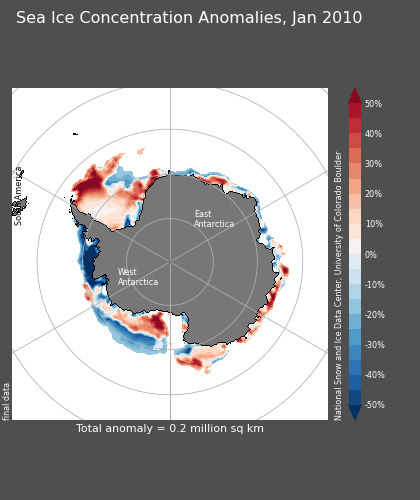 Sea Ice Concentration Anomalies, Jan 2010
South America
East
Antarctica
West
Antarctica
final data
National Snow and Ice Data Center, University of Colorado Boulder
50%
40%
30%
20%
10%
0%
-10%
-20%
-30%
-40%
-50%
Total anomaly = 0.2 million sq km